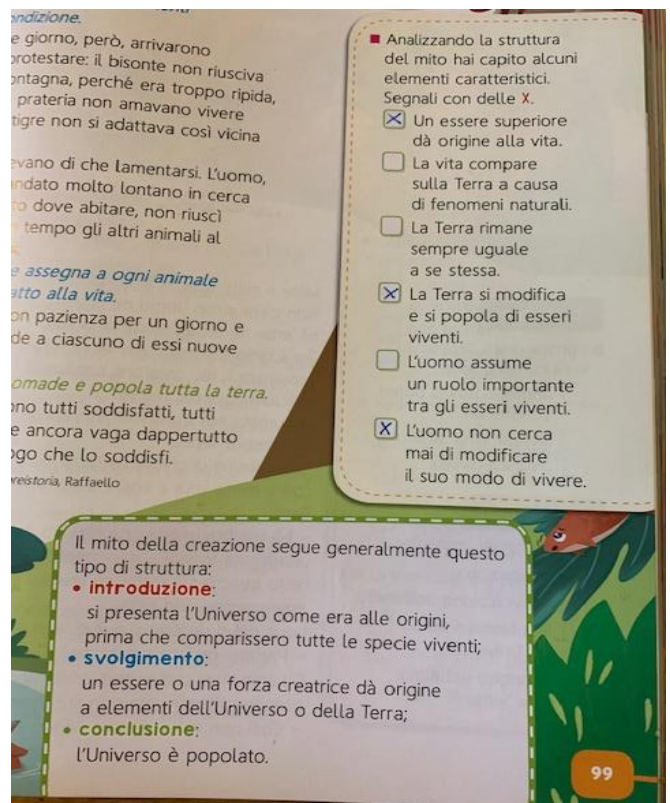 ondizione.
e giorno, però, arrivarono
protestare: il bisonte non riusciva
ontagna, perché era troppo ripida,
prateria non amavano vivere
tigre non si adattava così vicina
evano di che lamentarsi. L'uomo,
ndato molto lontano in cerca
to dove abitare, non riuscì
tempo gli altri animali al
e assegna a ogni animale
atto alla vita.
on pazienza per un giorno e
de a ciascuno di essi nuove
omade e popola tutta la terra.
ono tutti soddisfatti, tutti
e ancora vaga dappertutto
ogo che lo soddisfi.
reistoria, Raffaello
Analizzando la struttura
del mito hai capito alcuni
elementi caratteristici.
Segnali con delle X.
X Un essere superiore
dà origine alla vita.
La vita compare
sulla Terra a causa
di fenomeni naturali.
La Terra rimane
sempre uguale
a se stessa.
X La Terra si modifica
e si popola di esseri
viventi.
L'uomo assume
un ruolo importante
tra gli esseri viventi.
X L'uomo non cerca
mai di modificare
il suo modo di vivere.
Il mito della creazione segue generalmente questo
tipo di struttura:
• introduzione:
si presenta l'Universo come era alle origini,
prima che comparissero tutte le specie viventi;
• svolgimento:
un essere o una forza creatrice dà origine
a elementi dell'Universo o della Terra;
• conclusione:
l'Universo è popolato.
99